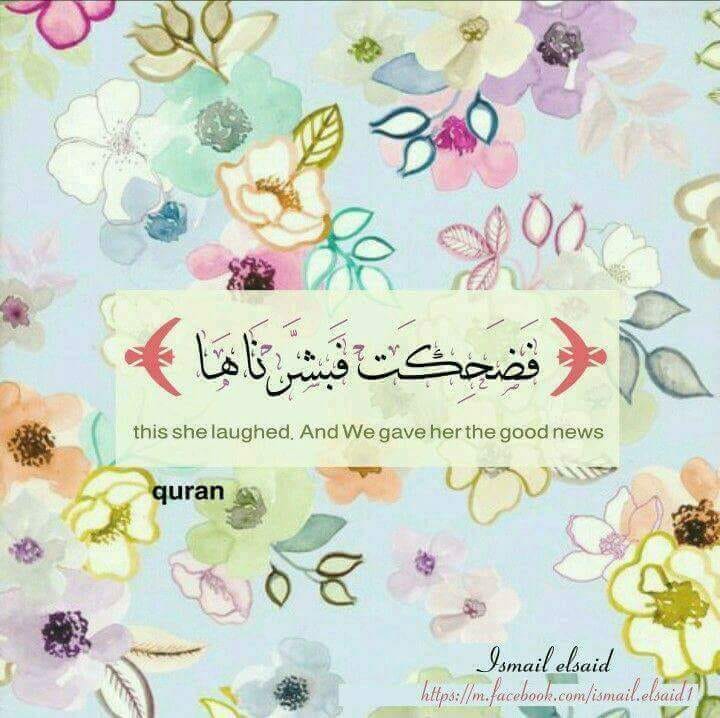 فَضَحِكَت فَبَشَّرنَاهَا
this she laughed. And We gave her the good news
quran
Ismail elsaid
https://m.facebook.com/ismail.elsaid1